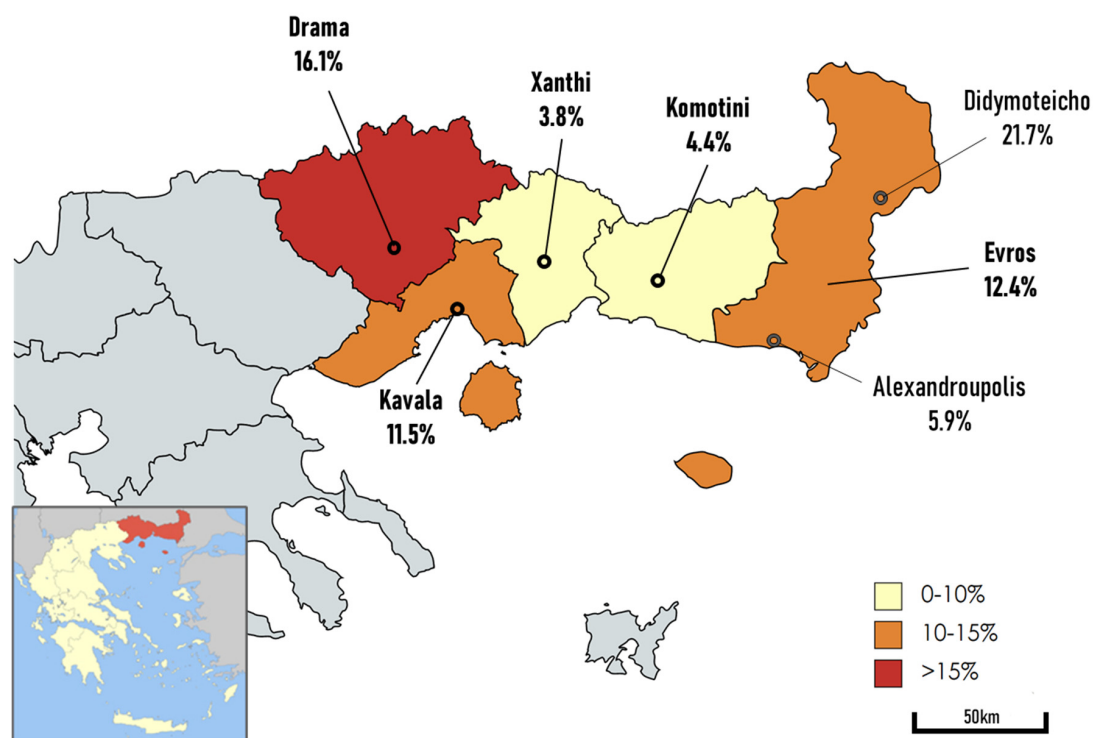 Drama
16.1%
Xanthi
3.8%
Komotini
4.4%
Didymoteicho
21.7%
Evros
12.4%
Kavala
11.5%
Alexandroupolis
5.9%
0-10%
10-15%
>15%
50km